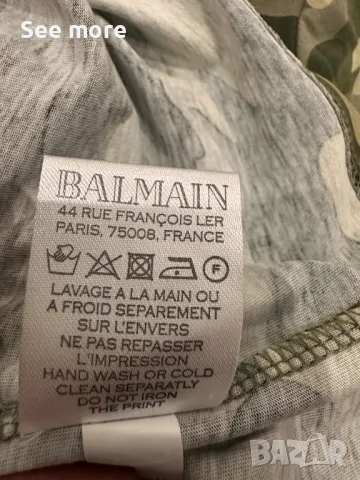 See more
BALMAIN
44 RUE FRANÇOIS LER
PARIS, 75008, FRANCE
F
LAVAGE A LA MAIN OU
A FROID SEPAREMENT
SUR L'ENVERS
NE PAS REPASSER
L'IMPRESSION
HAND WASH OR COLD
CLEAN SEPARATLY
DO NOT IRON
THE PRINT
BAZAR